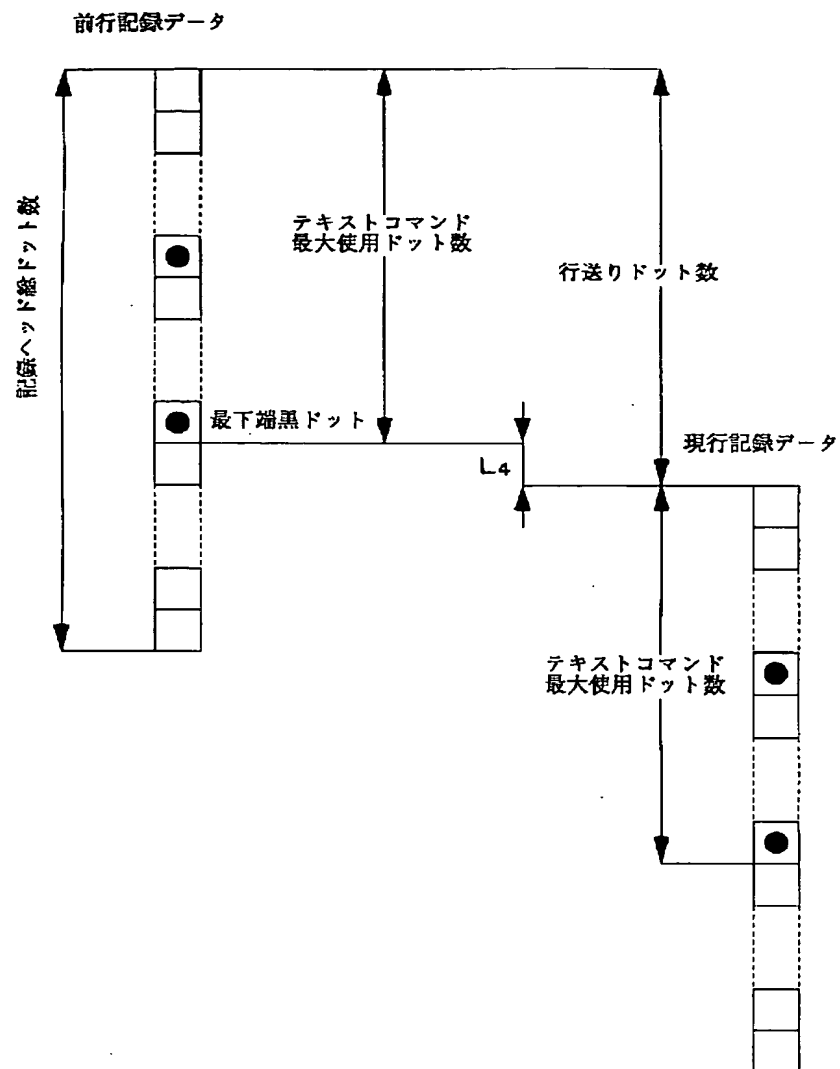 前行記録データ
記録ヘッド総ドット数
テキストコマンド
最大使用ドット数
行送りドット数
最下端黒ドット
L4
現行記録データ
テキストコマンド
最大使用ドット数